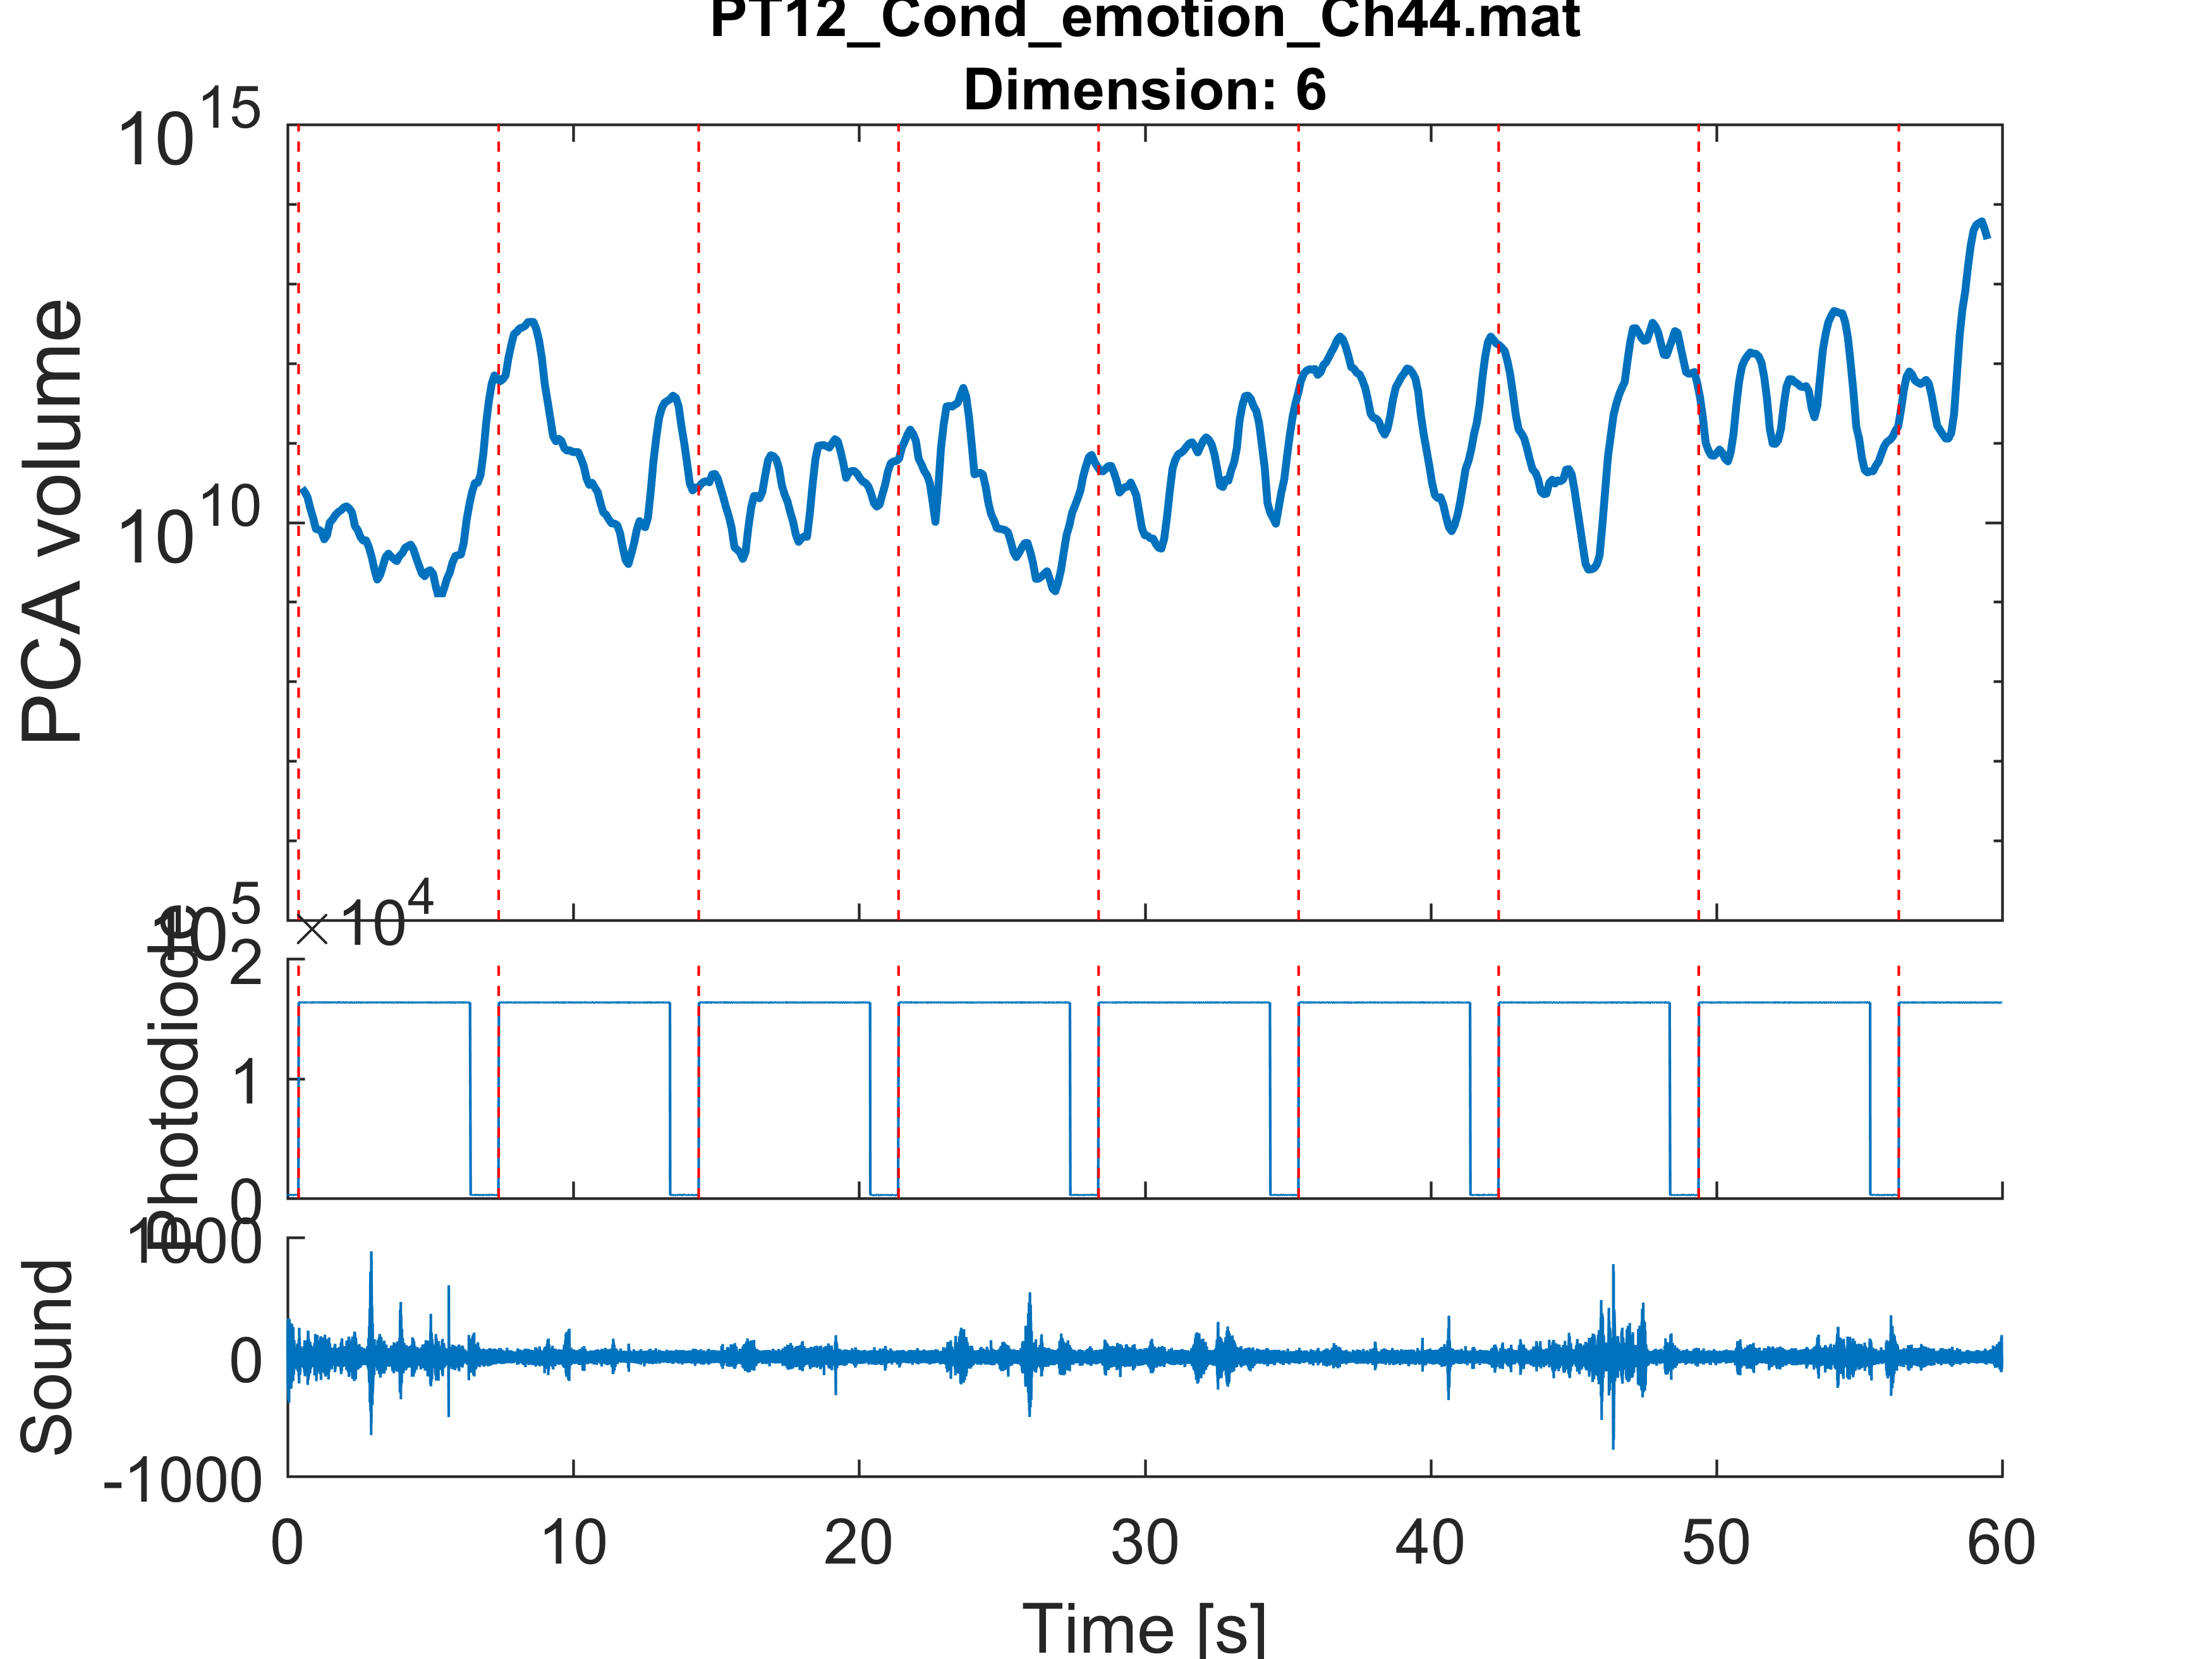 PT12_Cond_emotion_Ch44.mat
Dimension: 6
10^15
10^10
10^5
PCA volume
×10^4
2
1
0
Photodiode
1000
0
-1000
Sound
0 10 20 30 40 50 60
Time [s]